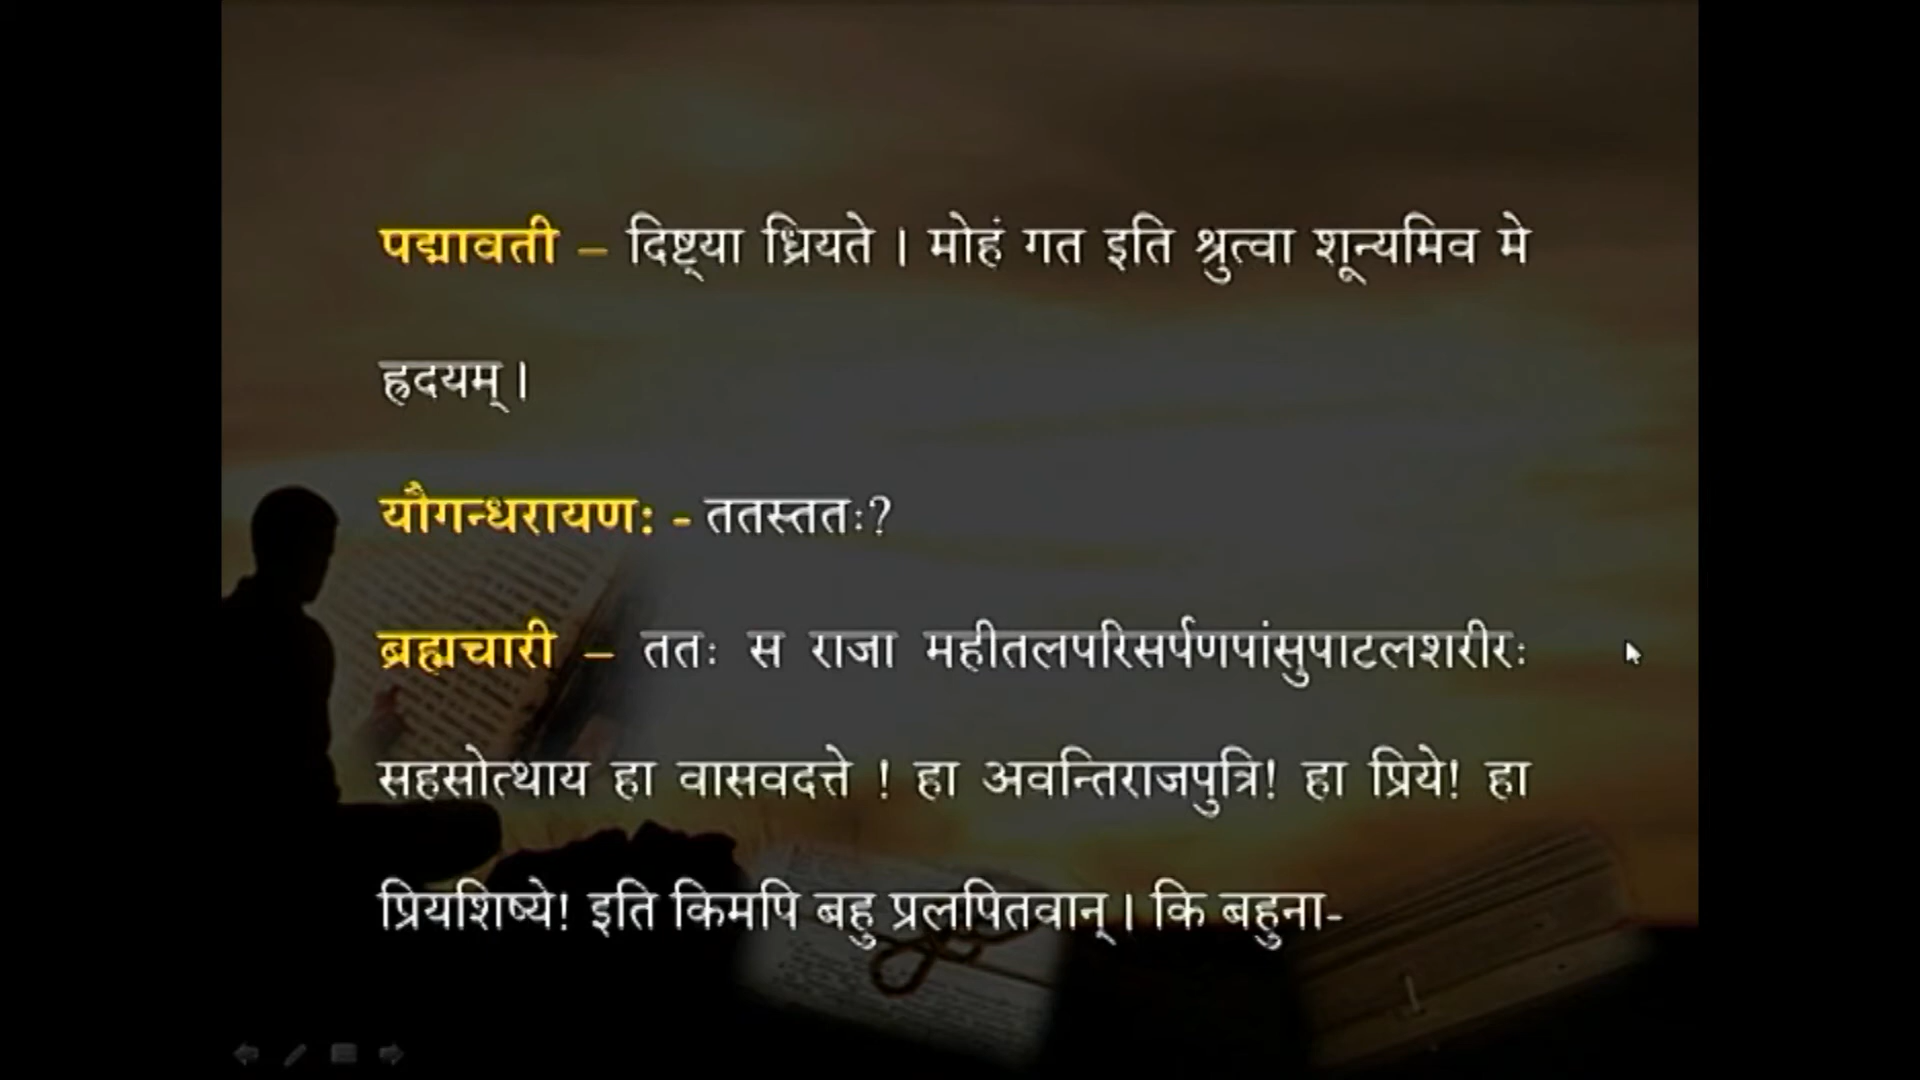 पद्मावती – दिष्ट्या ध्रियते । मोहं गत इति श्रुत्वा शून्यमिव मे
हृदयम् ।
यौगन्धरायण: - ततस्ततः?
ब्रह्मचारी – ततः स राजा महीतलपरिसर्पणपांसुपाटलशरीरः
सहसोत्थाय हा वासवदत्ते ! हा अवन्तिराजपुत्रि! हा प्रिये! हा
प्रियशिष्ये! इति किमपि बहु प्रलपितवान् । कि बहुना-